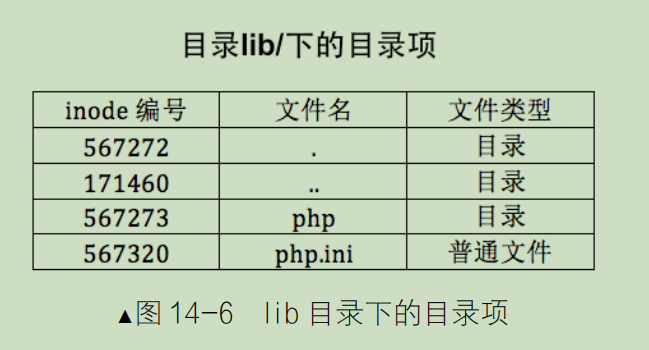 目录lib/下的目录项
inode 编号 文件名 文件类型
567272 . 目录
171460 .. 目录
567273 php 目录
567320 php.ini 普通文件
▲图 14-6 lib 目录下的目录项